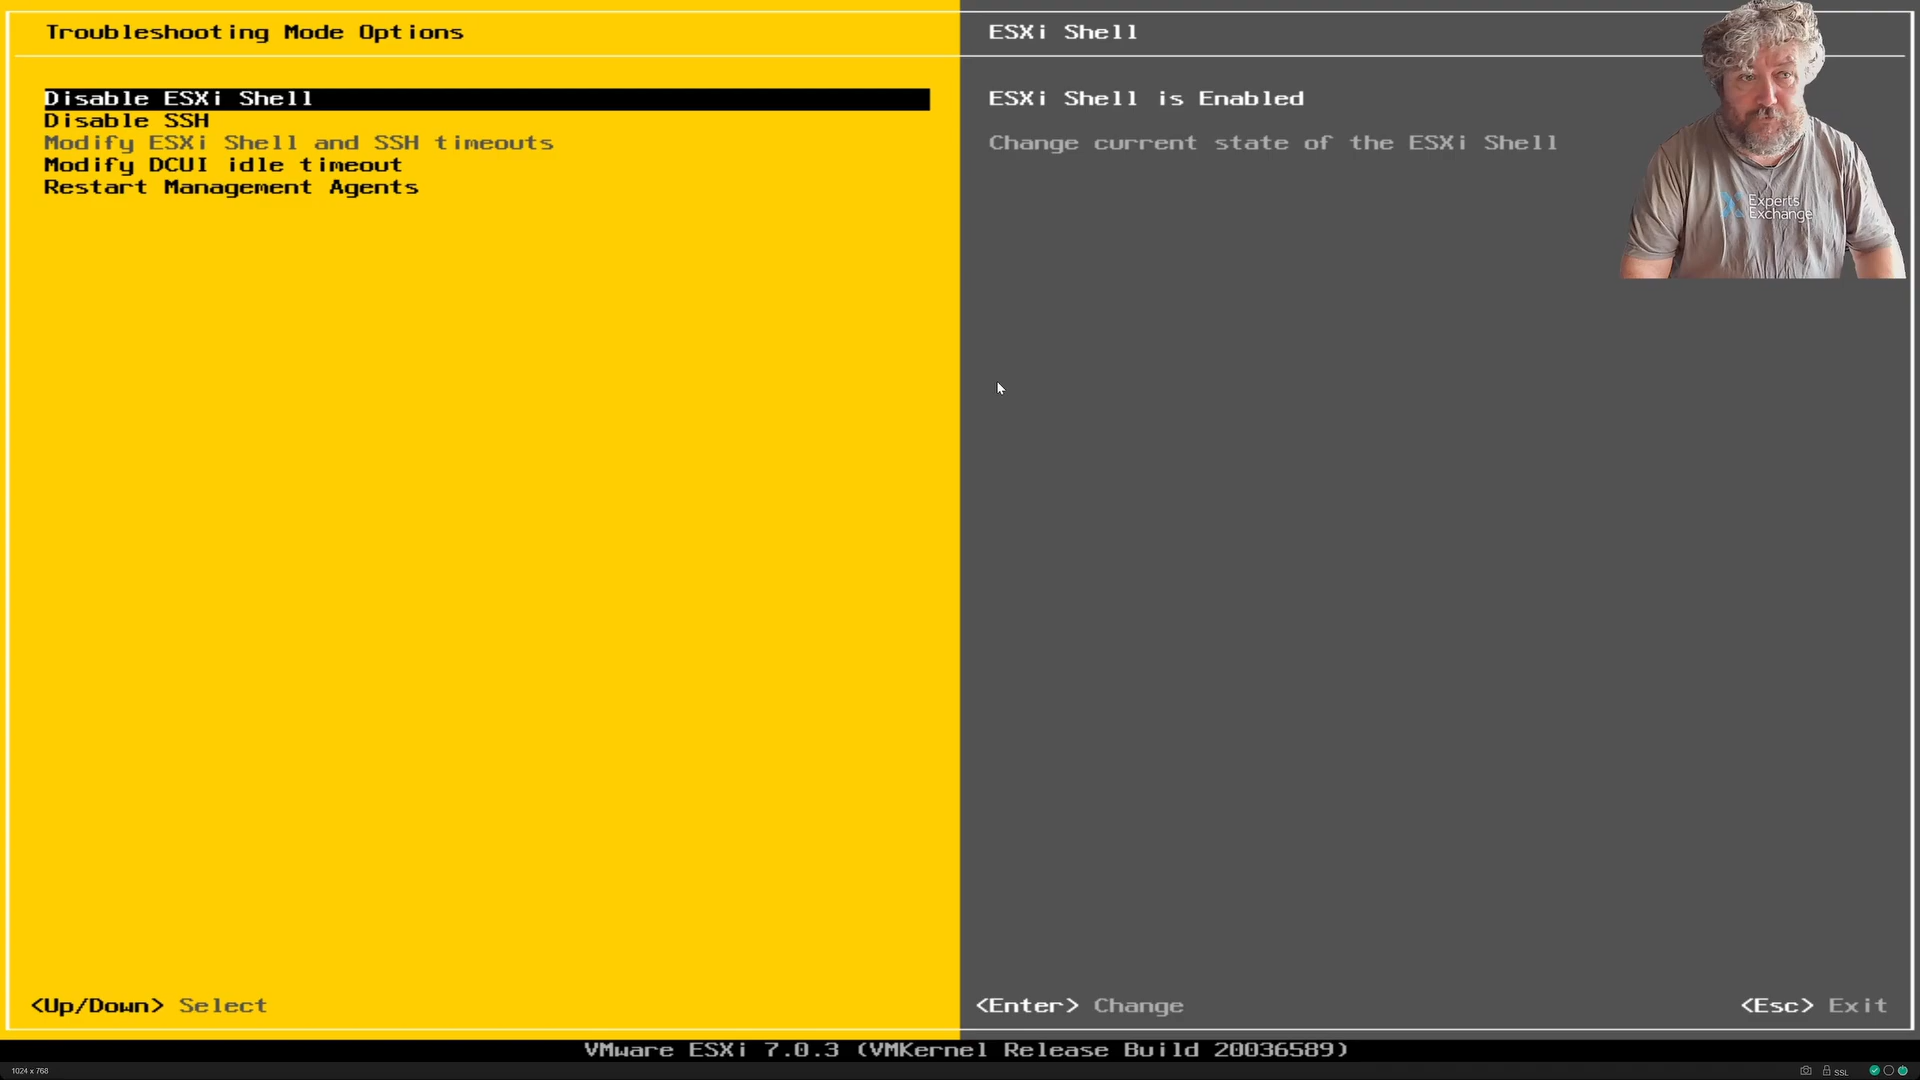 Troubleshooting Mode Options
Disable ESXi Shell
Disable SSH
Modify ESXi Shell and SSH timeouts
Modify DCUI idle timeout
Restart Management Agents
ESXi Shell
ESXi Shell is Enabled
Change current state of the ESXi Shell
Experts
Exchange
<Up/Down> Select
<Enter> Change
<Esc> Exit
VMware ESXi 7.0.3 (VMKernel Release Build 20036589)
1024 x 768
SSL